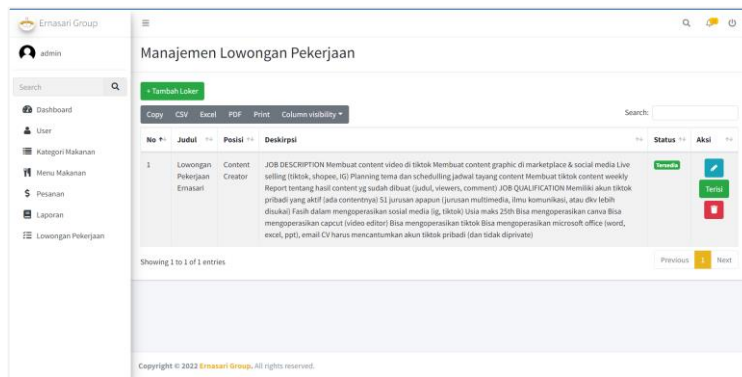 Ernasari Group
admin
Manajemen Lowongan Pekerjaan
Search
Dashboard
User
Kategori Makanan
Menu Makanan
Pesanan
Laporan
Lowongan Pekerjaan
+ Tambah Loker
Copy CSV Excel PDF Print Column visibility
Search:
No Judul Posisi Deskirpsi Status Aksi
1 Lowongan Pekerjaan Ernasari Content Creator
JOB DESCRIPTION Membuat content video di tiktok Membuat content graphic di marketplace & social media Live
selling (tiktok, shopee, IG) Planning tema dan schedulling jadwal tayang content Membuat tiktok content weekly
Report tentang hasil content yg sudah dibuat (judul, viewers, comment) JOB QUALIFICATION Memiliki akun tiktok
pribadi yang aktif (ada contentnya) S1 jurusan apapun (jurusan multimedia, ilmu komunikasi, atau dkv lebih
disukai) Fasih dalam mengoperasikan sosial media (ig, tiktok) Usia maks 25th Bisa mengoperasikan canva Bisa
mengoperasikan capcut (video editor) Bisa mengoperasikan tiktok Bisa mengoperasikan microsoft office (word,
excel, ppt), email CV harus mencantumkan akun tiktok pribadi (dan tidak diprivate)
Tersedia
Terisi
Showing 1 to 1 of 1 entries
Previous 1 Next
Copyright © 2022 Ernasari Group. All rights reserved.